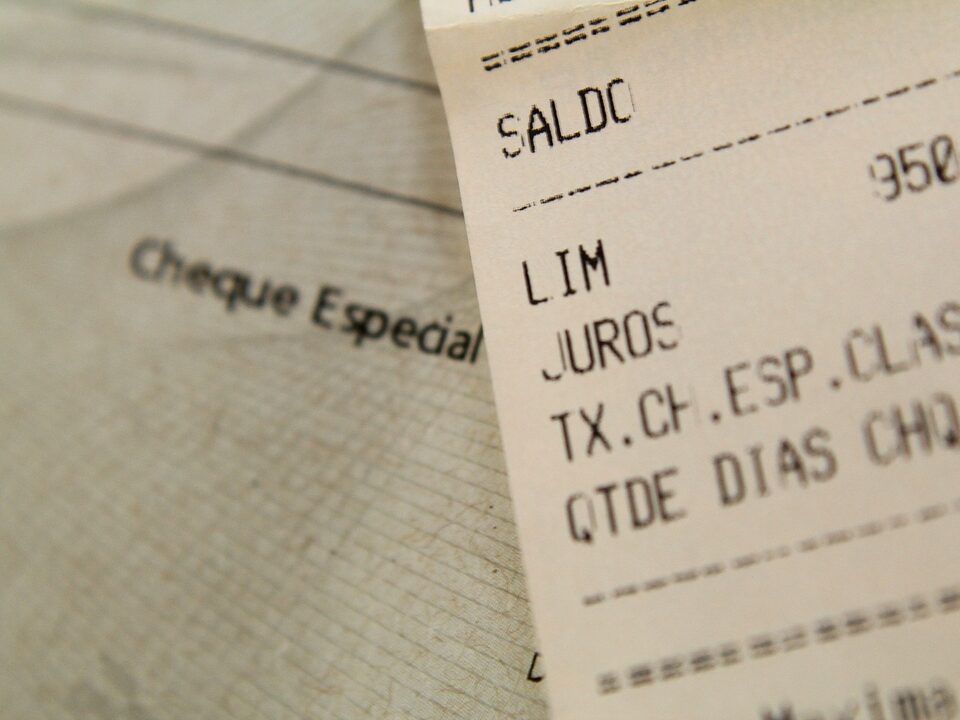 SALDO
950
LIM
JUROS
TX.CH.ESP.CLAS
QTDE DIAS CHQ
Cheque Especial